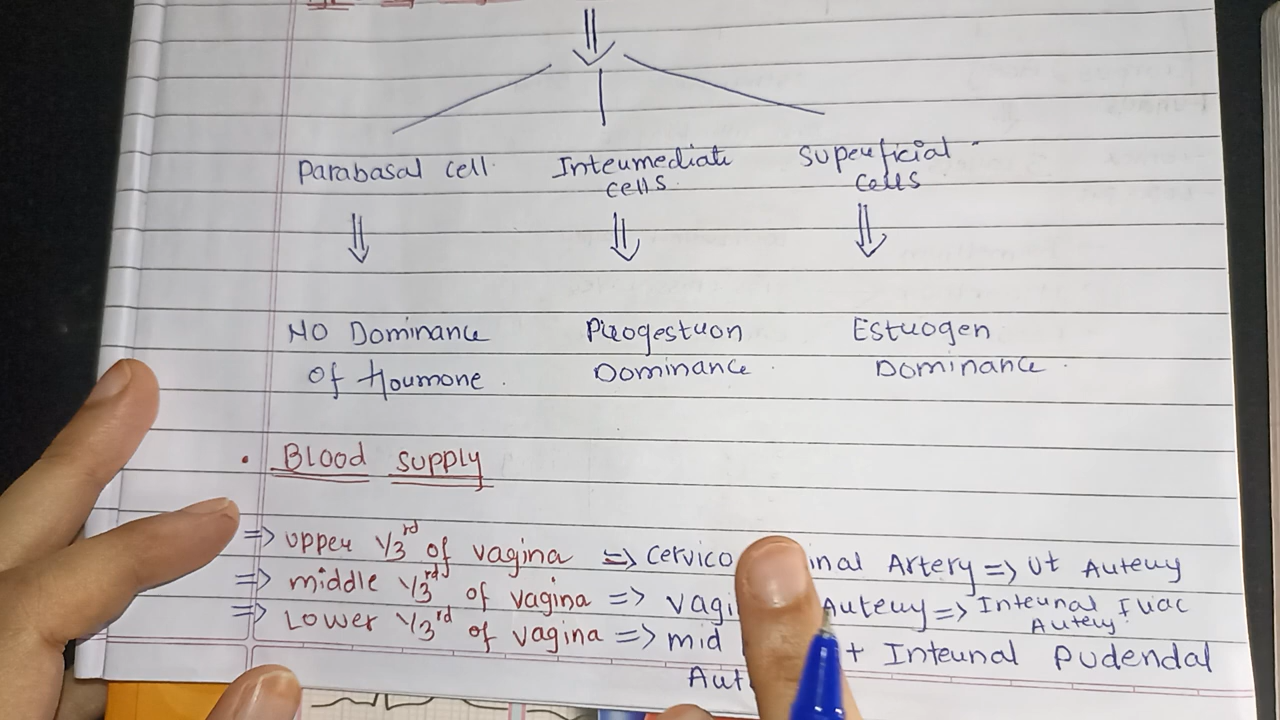 Parabasal cell. Intermediate cells. Superficial cells
NO Dominance of Hormone. Progestron Dominance. Estrogen Dominance.
• Blood supply
=> upper 1/3rd of vagina => cervico inal Artery => Ut Artery
=> middle 1/3rd of vagina => vagi Artery => Internal Iliac Artery.
=> Lower 1/3rd of vagina => mid + Internal Pudendal
Art